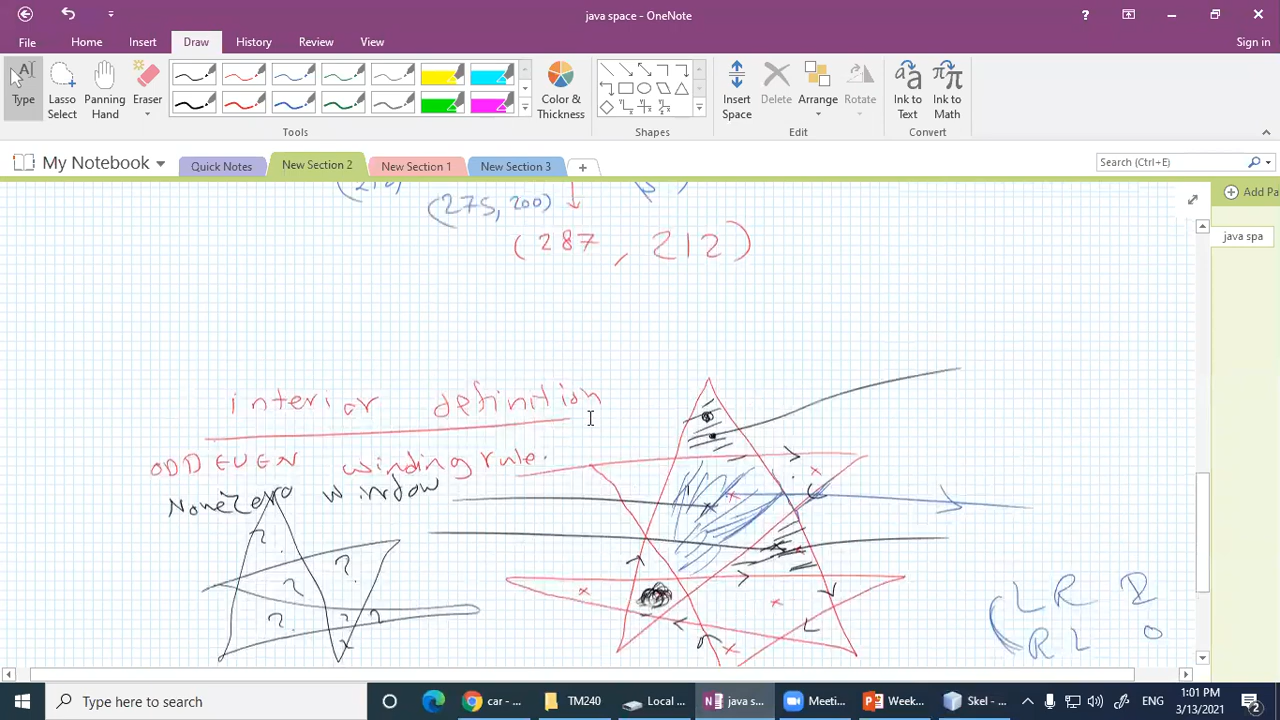 java space - OneNote
File Home Insert Draw History Review View Sign in
Type
Lasso Select
Panning Hand
Eraser
Color & Thickness
Insert Space
Delete
Arrange
Rotate
Ink to Text
Ink to Math
Tools Shapes Edit Convert
My Notebook Quick Notes New Section 2 New Section 1 New Section 3 Search (Ctrl+E)
Add Pa
java spa
(275, 200)
(287, 212)
interior definition
ODD EVEN winding rule.
NoneZero window
? ? ? ? ? ?
L R
R L 0
Type here to search
car - ...
TM240
Local ...
java s...
Meeti...
Week...
Skel - ...
ENG
1:01 PM
3/13/2021
2